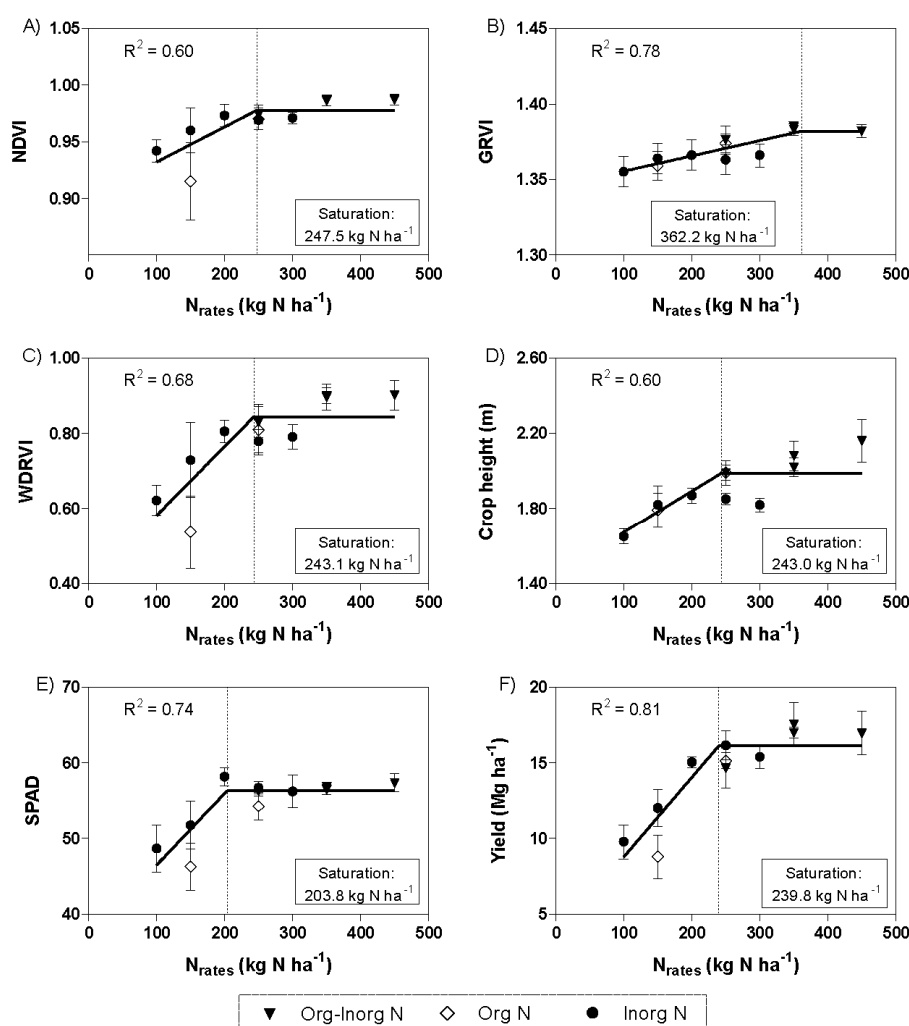 A)
B)
R² = 0.60
R² = 0.78
NDVI
GRVI
1.05
1.00
0.95
0.90
1.45
1.40
1.35
1.30
Saturation:
247.5 kg N ha⁻¹
Saturation:
362.2 kg N ha⁻¹
0 100 200 300 400 500
0 100 200 300 400 500
N_rates (kg N ha⁻¹)
N_rates (kg N ha⁻¹)
C)
D)
R² = 0.68
R² = 0.60
WDRVI
Crop height (m)
1.00
0.80
0.60
0.40
2.60
2.20
1.80
1.40
Saturation:
243.1 kg N ha⁻¹
Saturation:
243.0 kg N ha⁻¹
0 100 200 300 400 500
0 100 200 300 400 500
N_rates (kg N ha⁻¹)
N_rates (kg N ha⁻¹)
E)
F)
R² = 0.74
R² = 0.81
SPAD
Yield (Mg ha⁻¹)
70
60
50
40
20
15
10
5
Saturation:
203.8 kg N ha⁻¹
Saturation:
239.8 kg N ha⁻¹
0 100 200 300 400 500
0 100 200 300 400 500
N_rates (kg N ha⁻¹)
N_rates (kg N ha⁻¹)
Org-Inorg N Org N Inorg N